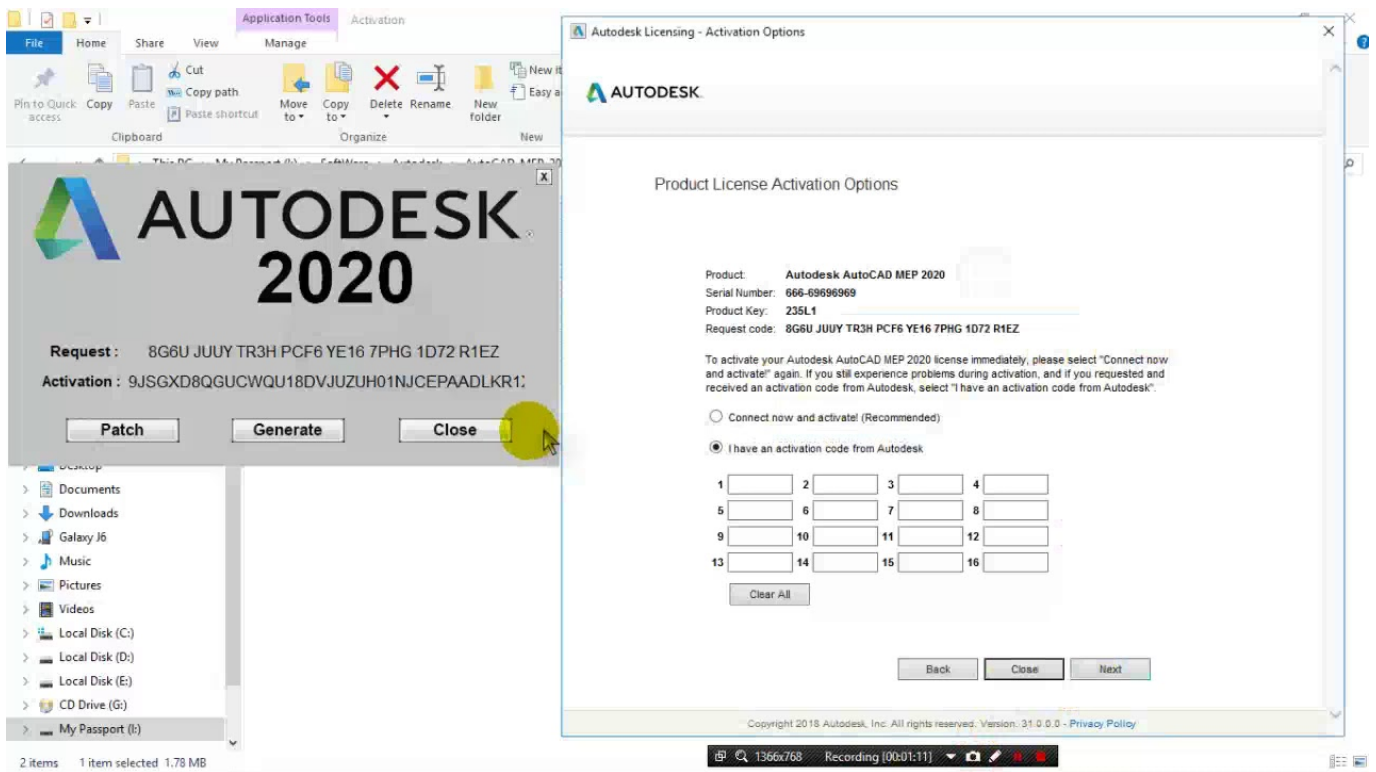 Application Tools
Activation
File
Home
Share
View
Manage
Pin to Quick access
Copy
Paste
Cut
Copy path
Paste shortcut
Move to
Copy to
Delete
Rename
New folder
Clipboard
Organize
New
AUTODESK
2020
Request : 8G6U JUUY TR3H PCF6 YE16 7PHG 1D72 R1EZ
Activation : 9JSGXD8QGUCWQU18DVJUZUH01NJCEPAADLKR1
Patch
Generate
Close
Desktop
Documents
Downloads
Galaxy J6
Music
Pictures
Videos
Local Disk (C:)
Local Disk (D:)
Local Disk (E:)
CD Drive (G:)
My Passport (I:)
2 items 1 item selected 1.78 MB
Autodesk Licensing - Activation Options
AUTODESK.
Product License Activation Options
Product: Autodesk AutoCAD MEP 2020
Serial Number: 666-69696969
Product Key: 235L1
Request code: 8G6U JUUY TR3H PCF6 YE16 7PHG 1D72 R1EZ
To activate your Autodesk AutoCAD MEP 2020 license immediately, please select "Connect now
and activate!" again. If you still experience problems during activation, and if you requested and
received an activation code from Autodesk, select "I have an activation code from Autodesk".
Connect now and activate! (Recommended)
I have an activation code from Autodesk
1 2 3 4
5 6 7 8
9 10 11 12
13 14 15 16
Clear All
Back
Close
Next
Copyright 2018 Autodesk, Inc. All rights reserved. Version: 31.0.0.0 - Privacy Policy
1366x768 Recording [00:01:11]